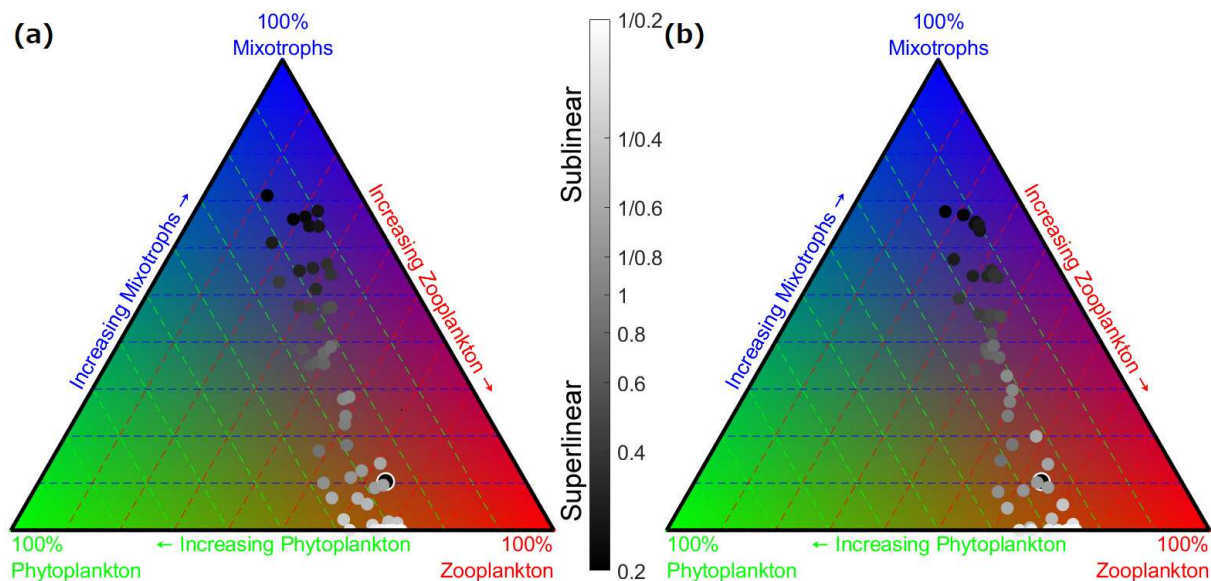 (a)
100%
Mixotrophs
Increasing Mixotrophs →
Increasing Zooplankton →
100%
Phytoplankton
← Increasing Phytoplankton
100%
Zooplankton
Sublinear
Superlinear
1/0.2
1/0.4
1/0.6
1/0.8
1
0.8
0.6
0.4
0.2
(b)
100%
Mixotrophs
Increasing Mixotrophs →
Increasing Zooplankton →
100%
Phytoplankton
← Increasing Phytoplankton
100%
Zooplankton